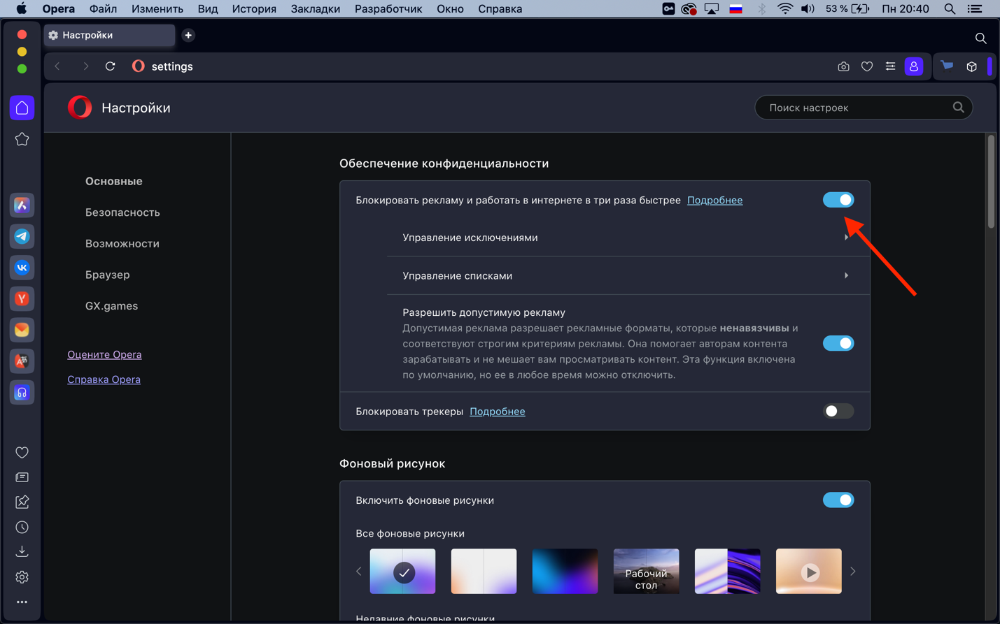 Opera Файл Изменить Вид История Закладки Разработчик Окно Справка 53 % Пн 20:40
Настройки
settings
Настройки
Поиск настроек
Основные
Безопасность
Возможности
Браузер
GX.games
Оцените Opera
Справка Opera
Обеспечение конфиденциальности
Блокировать рекламу и работать в интернете в три раза быстрее Подробнее
Управление исключениями
Управление списками
Разрешить допустимую рекламу
Допустимая реклама разрешает рекламные форматы, которые ненавязчивы и
соответствуют строгим критериям рекламы. Она помогает авторам контента
зарабатывать и не мешает вам просматривать контент. Эта функция включена
по умолчанию, но ее в любое время можно отключить.
Блокировать трекеры Подробнее
Фоновый рисунок
Включить фоновые рисунки
Все фоновые рисунки
Рабочий
стол
Недавние фоновые рисунки